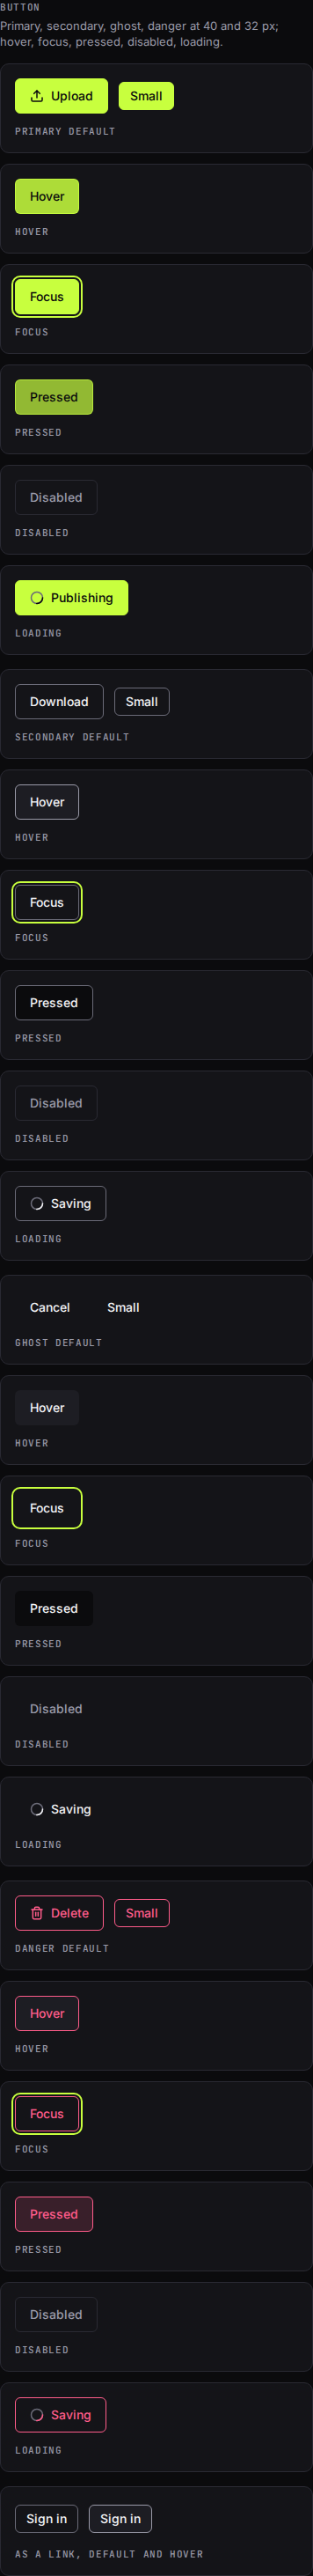 BUTTON
Primary, secondary, ghost, danger at 40 and 32 px;
hover, focus, pressed, disabled, loading.
Upload Small
PRIMARY DEFAULT
Hover
HOVER
Focus
FOCUS
Pressed
PRESSED
Disabled
DISABLED
Publishing
LOADING
Download Small
SECONDARY DEFAULT
Hover
HOVER
Focus
FOCUS
Pressed
PRESSED
Disabled
DISABLED
Saving
LOADING
Cancel Small
GHOST DEFAULT
Hover
HOVER
Focus
FOCUS
Pressed
PRESSED
Disabled
DISABLED
Saving
LOADING
Delete Small
DANGER DEFAULT
Hover
HOVER
Focus
FOCUS
Pressed
PRESSED
Disabled
DISABLED
Saving
LOADING
Sign in Sign in
AS A LINK, DEFAULT AND HOVER